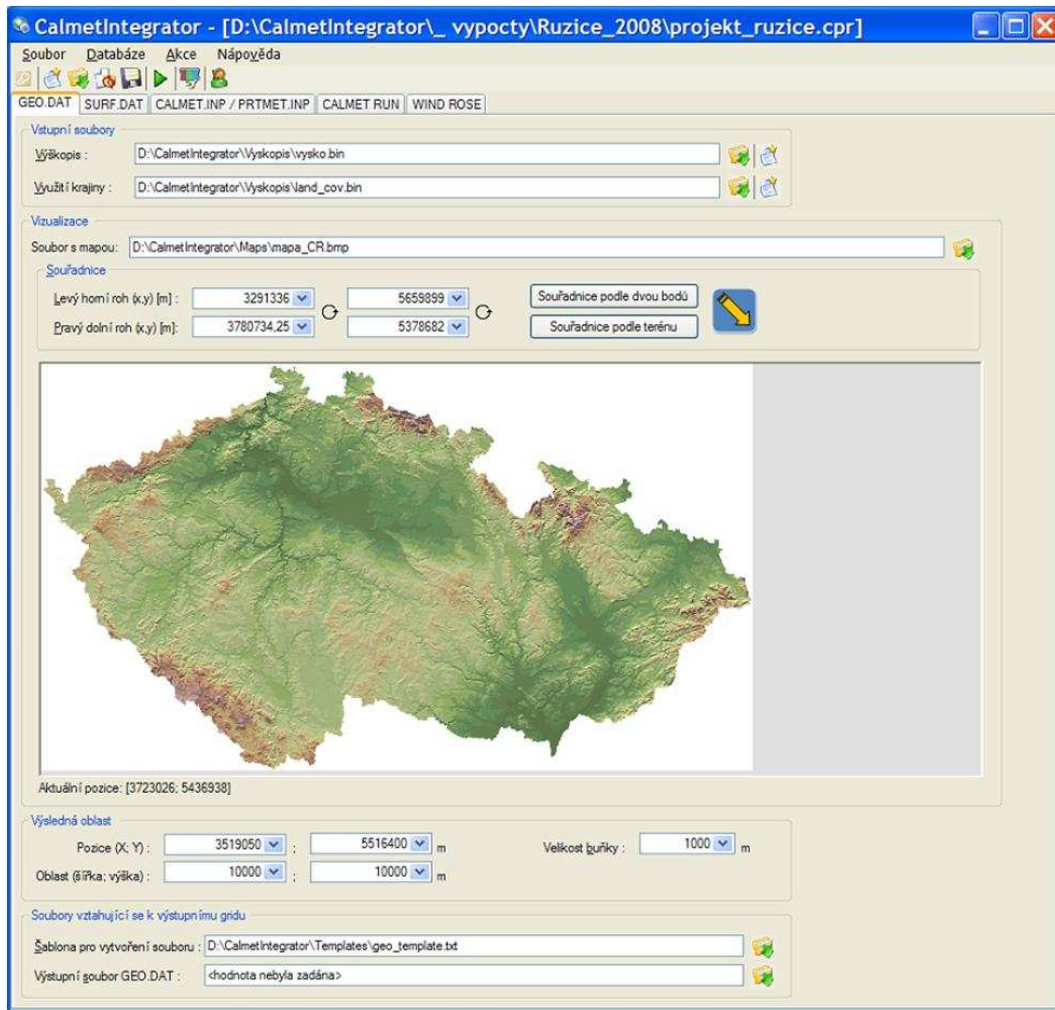 CalmetIntegrator - [D:\CalmetIntegrator\_ vypocty\Ruzice_2008\projekt_ruzice.cpr]
Soubor Databáze Akce Nápověda
GEO.DAT SURF.DAT CALMET.INP / PRTMET.INP CALMET RUN WIND ROSE
Vstupní soubory
Výškopis : D:\CalmetIntegrator\Vyskopis\vysko.bin
Využití krajiny : D:\CalmetIntegrator\Vyskopis\land_cov.bin
Vizualizace
Soubor s mapou: D:\CalmetIntegrator\Maps\mapa_CR.bmp
Souřadnice
Levý horní roh (x,y) [m] : 3291336 5659899 Souřadnice podle dvou bodů
Pravý dolní roh (x,y) [m]: 3780734,25 5378682 Souřadnice podle terénu
Aktuální pozice: [3723026; 5436938]
Výsledná oblast
Pozice (X; Y) : 3519050 ; 5516400 m Velikost buňky : 1000 m
Oblast (šířka; výška) : 10000 ; 10000 m
Soubory vztahující se k výstupnímu gridu
Šablona pro vytvoření souboru : D:\CalmetIntegrator\Templates\geo_template.txt
Výstupní soubor GEO.DAT : <hodnota nebyla zadána>